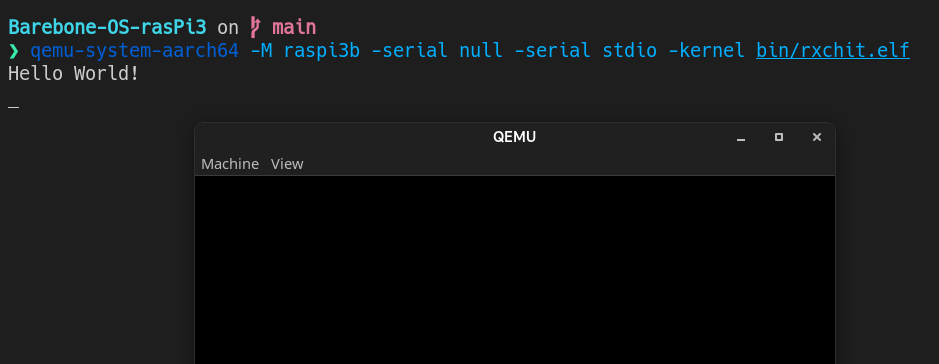 Barebone-OS-rasPi3 on main
❯ qemu-system-aarch64 -M raspi3b -serial null -serial stdio -kernel bin/rxchit.elf
Hello World!
_
QEMU
Machine View